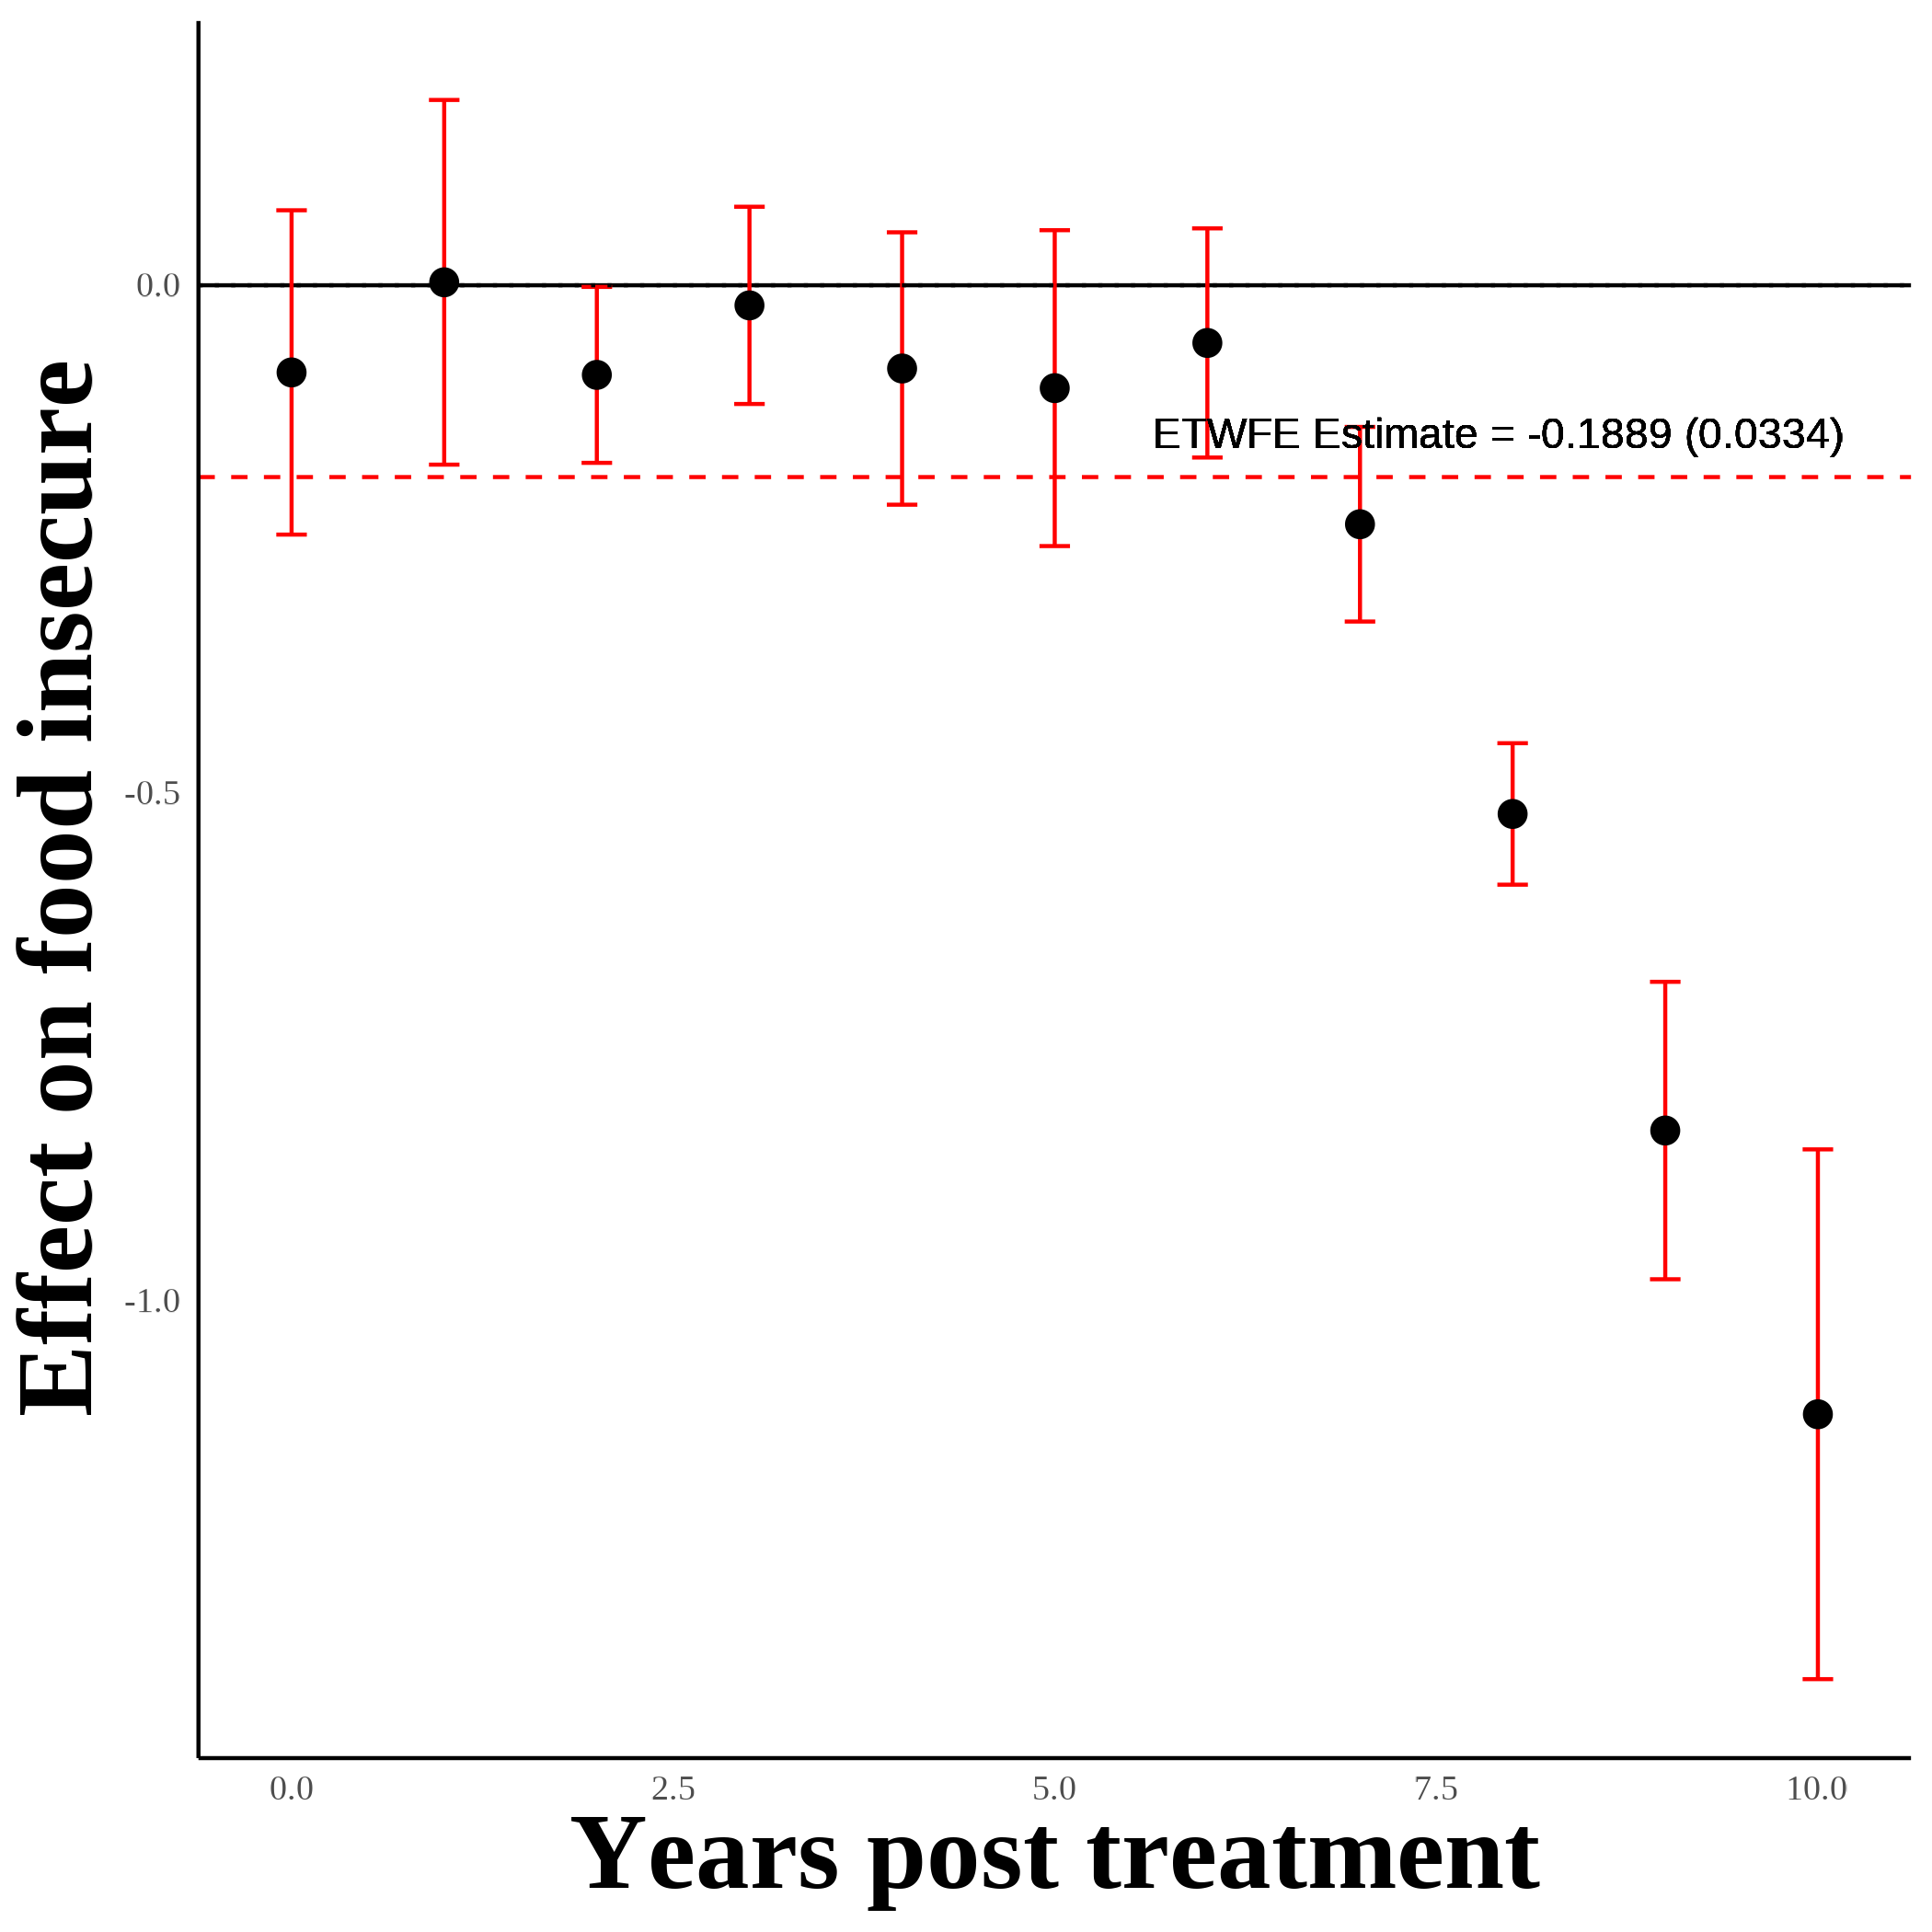 Effect on food insecure
0.0
-0.5
-1.0
ETWFE Estimate = -0.1889 (0.0334)
0.0 2.5 5.0 7.5 10.0
Years post treatment